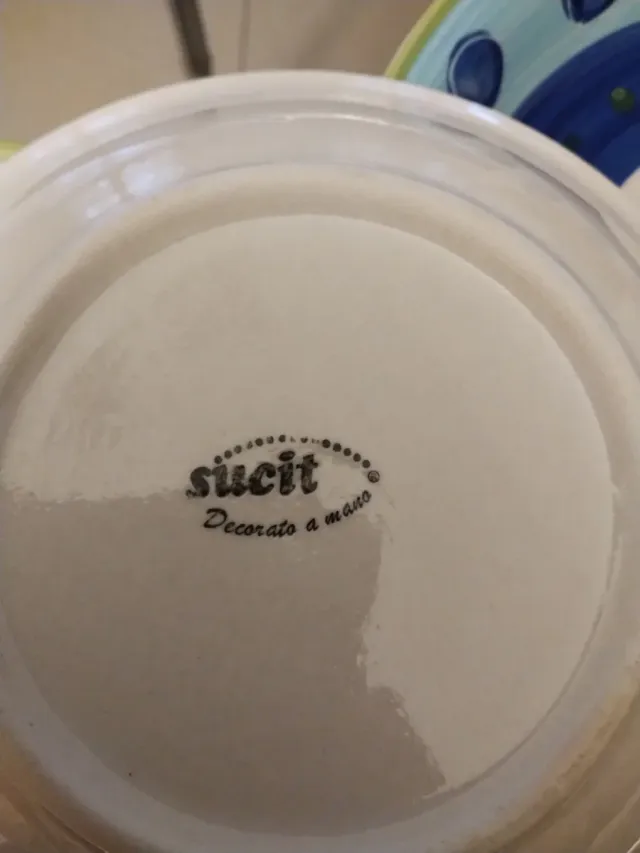 sucit ®
Decorato a mano